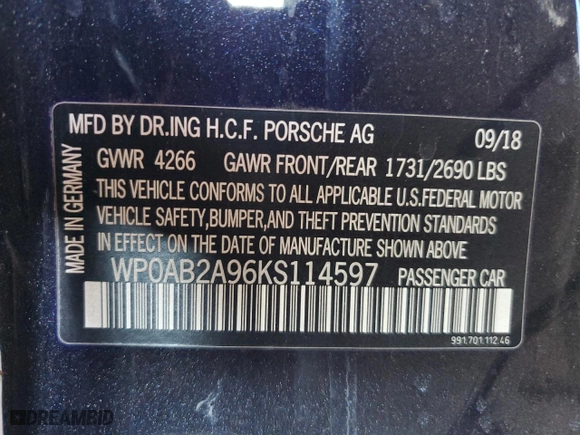 MFD BY DR.ING H.C.F. PORSCHE AG 09/18
GVWR 4266 GAWR FRONT/REAR 1731/2690 LBS
THIS VEHICLE CONFORMS TO ALL APPLICABLE U.S.FEDERAL MOTOR
VEHICLE SAFETY,BUMPER,AND THEFT PREVENTION STANDARDS
IN EFFECT ON THE DATE OF MANUFACTURE SHOWN ABOVE
WP0AB2A96KS114597 PASSENGER CAR
991.701.112.46
MADE IN GERMANY
DREAMBID